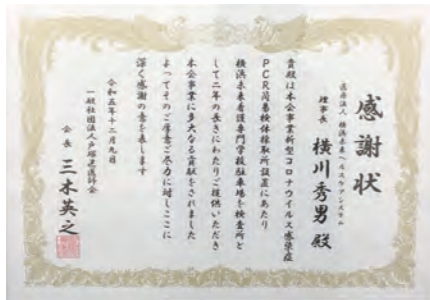 感謝状
医療法人 横浜未来ヘルスケアシステム
理事長 横川秀男 殿
貴殿は本会事業新型コロナウイルス感染症
PCR簡易検体採取所設置にあたり
横浜未来看護専門学校駐車場を検査所と
して二年の長きにわたりご提供いただき
本会事業に多大なる貢献をされました
よってそのご厚意ご尽力に対しここに
深く感謝の意を表します
令和五年十二月九日
一般社団法人戸塚区医師会
会長 三木英之